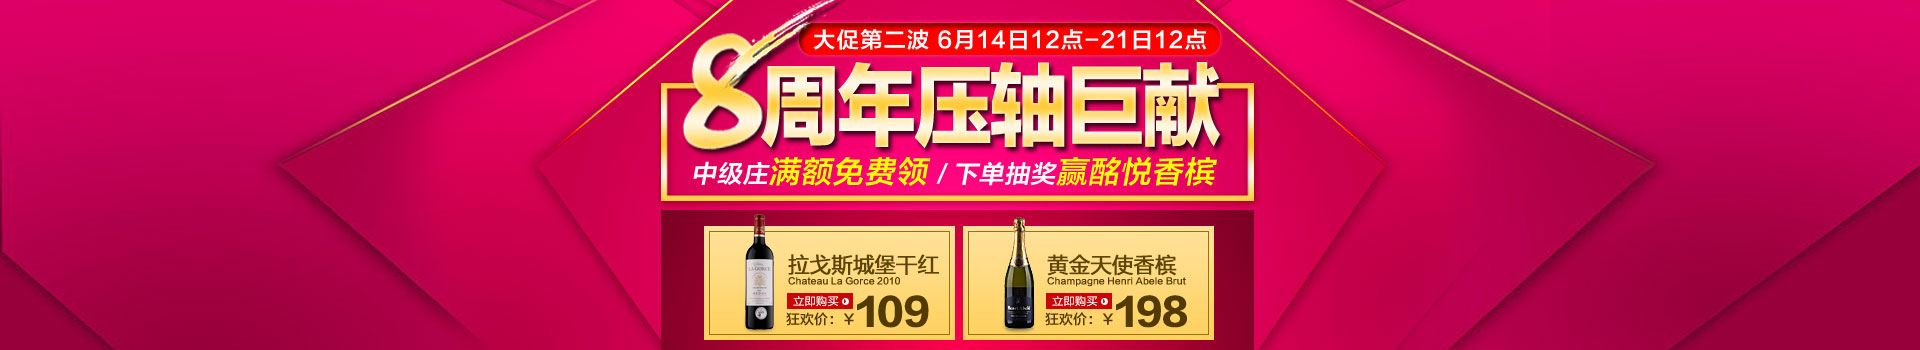 大促第二波 6月14日12点-21日12点
8周年压轴巨献
中级庄满额免费领 / 下单抽奖赢酩悦香槟
拉戈斯城堡干红
Chateau La Gorce 2010
立即购买
狂欢价：￥109
黄金天使香槟
Champagne Henri Abele Brut
立即购买
狂欢价：￥198
LA GORCE